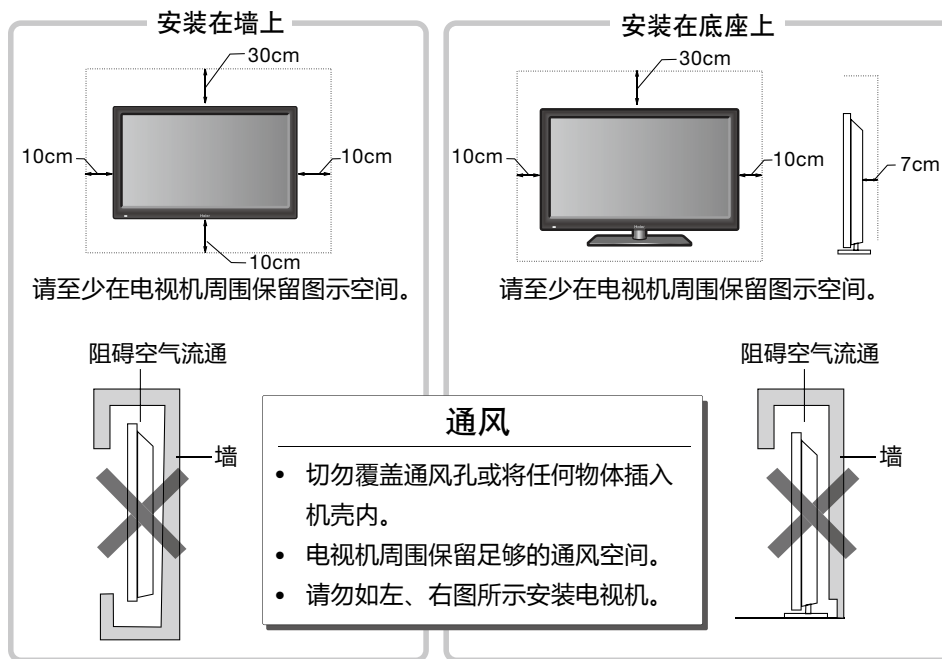 安装在墙上
30cm
10cm
10cm
Haier
10cm
请至少在电视机周围保留图示空间。
阻碍空气流通
墙
安装在底座上
30cm
10cm
10cm
Haier
7cm
请至少在电视机周围保留图示空间。
阻碍空气流通
墙
通风
• 切勿覆盖通风孔或将任何物体插入
机壳内。
• 电视机周围保留足够的通风空间。
• 请勿如左、右图所示安装电视机。